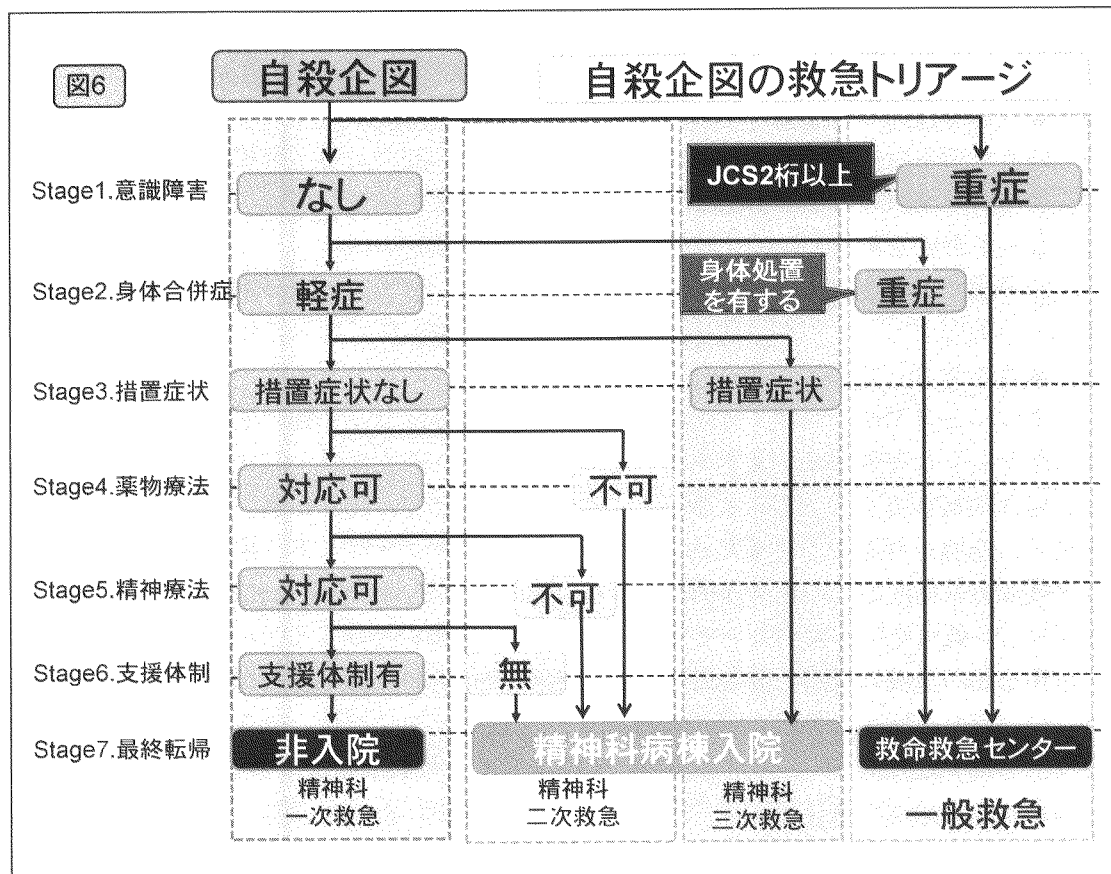 図6
自殺企図
自殺企図の救急トリアージ
Stage1.意識障害
なし
JCS2桁以上
重症
Stage2.身体合併症
軽症
身体処置
を有する
重症
Stage3.措置症状
措置症状なし
措置症状
Stage4.薬物療法
対応可
不可
Stage5.精神療法
対応可
不可
Stage6.支援体制
支援体制有
無
Stage7.最終転帰
非入院
精神科病棟入院
救命救急センター
精神科
一次救急
精神科
二次救急
精神科
三次救急
一般救急